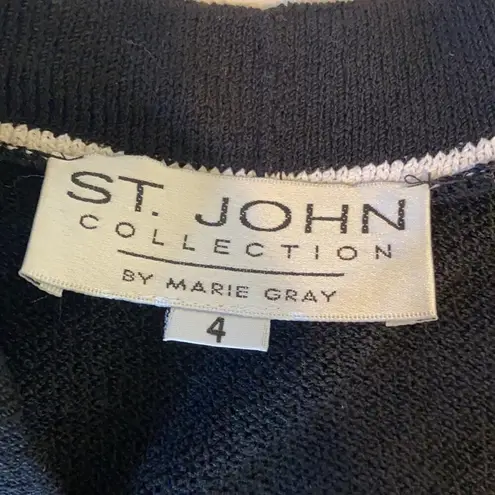 ST. JOHN
COLLECTION
BY MARIE GRAY
4